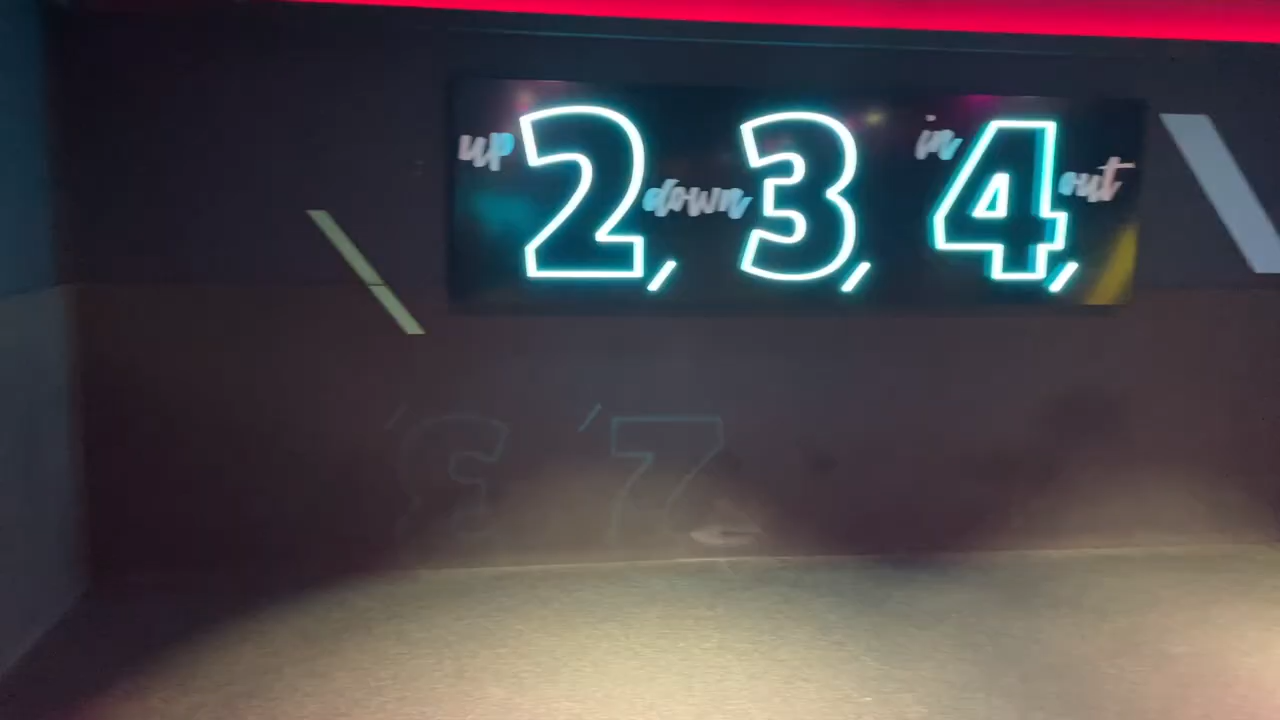 up 2, down 3, in 4, out